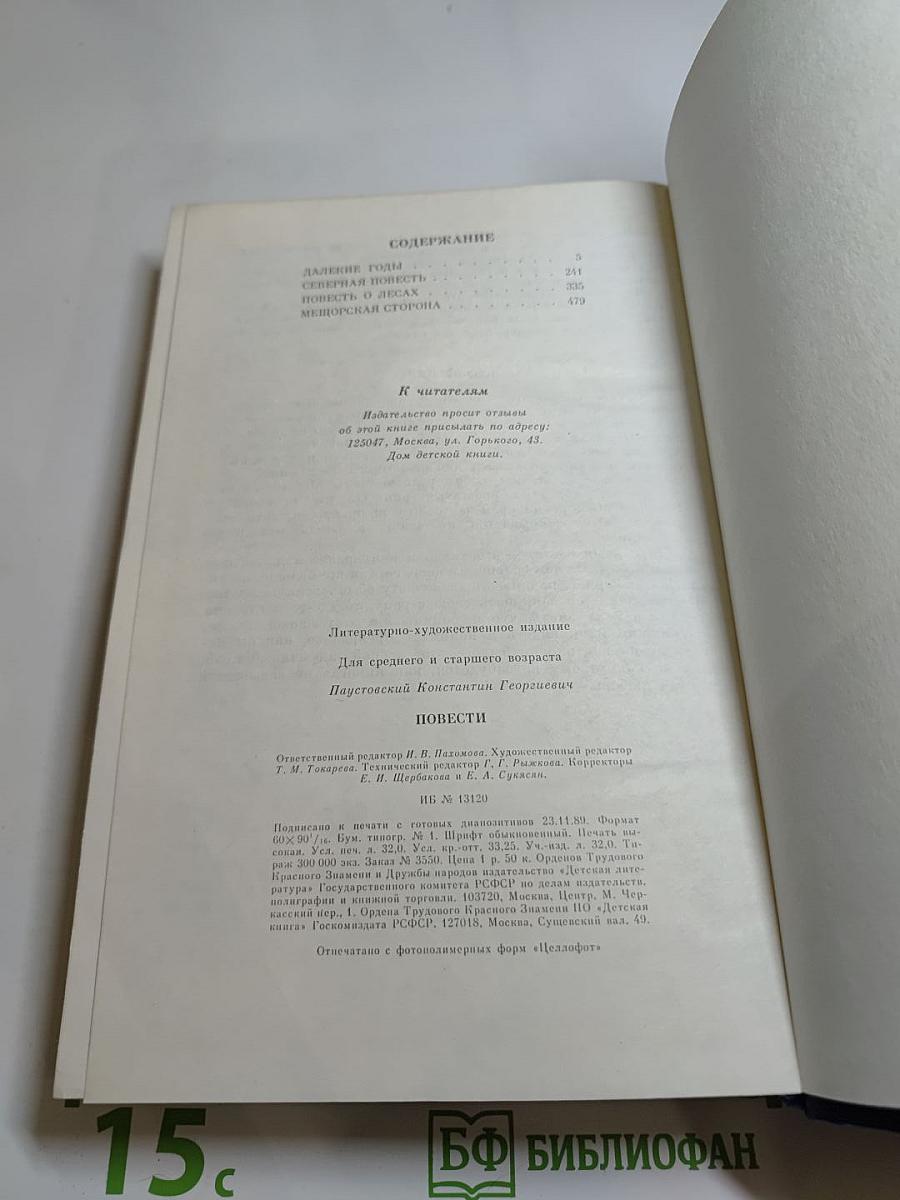 СОДЕРЖАНИЕ
ДАЛЕКИЕ ГОДЫ . . . . . . . . . . 5
СЕВЕРНАЯ ПОВЕСТЬ . . . . . . . . 241
ПОВЕСТЬ О ЛЕСАХ . . . . . . . . . 335
МЕЩОРСКАЯ СТОРОНА . . . . . . . 479
К читателям
Издательство просит отзывы
об этой книге присылать по адресу:
125047, Москва, ул. Горького, 43.
Дом детской книги.
Литературно-художественное издание
Для среднего и старшего возраста
Паустовский Константин Георгиевич
ПОВЕСТИ
Ответственный редактор И. В. Пахомова. Художественный редактор
Т. М. Токарева. Технический редактор Г. Г. Рыжкова. Корректоры
Е. И. Щербакова и Е. А. Сукясян.
ИБ № 13120
Подписано к печати с готовых диапозитивов 23.11.89. Формат
60×90¹/₁₆. Бум. типогр. № 1. Шрифт обыкновенный. Печать вы-
сокая. Усл. печ. л. 32,0. Усл. кр.-отт. 33,25. Уч.-изд. л. 32,0. Ти-
раж 300 000 экз. Заказ № 3550. Цена 1 р. 50 к. Орденов Трудового
Красного Знамени и Дружбы народов издательство «Детская лите-
ратура» Государственного комитета РСФСР по делам издательств,
полиграфии и книжной торговли. 103720, Москва, Центр, М. Чер-
касский пер., 1. Ордена Трудового Красного Знамени ПО «Детская
книга» Госкомиздата РСФСР. 127018, Москва, Сущевский вал, 49.
Отпечатано с фотополимерных форм «Целлофот»
15 с
БФ БИБЛИОФАН